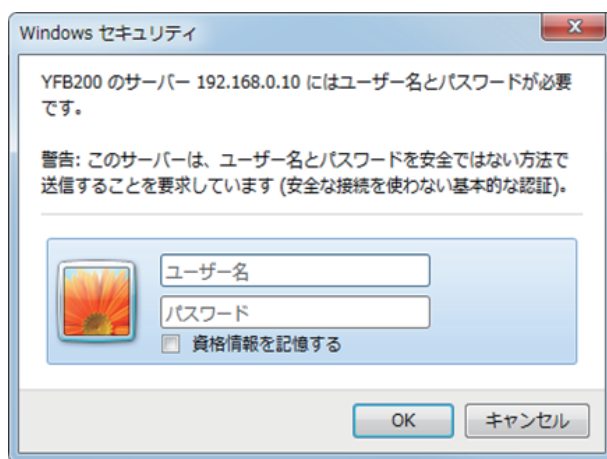 Windows セキュリティ
YFB200 のサーバー 192.168.0.10 にはユーザー名とパスワードが必要
です。
警告: このサーバーは、ユーザー名とパスワードを安全ではない方法で
送信することを要求しています (安全な接続を使わない基本的な認証)。
ユーザー名
パスワード
資格情報を記憶する
OK キャンセル